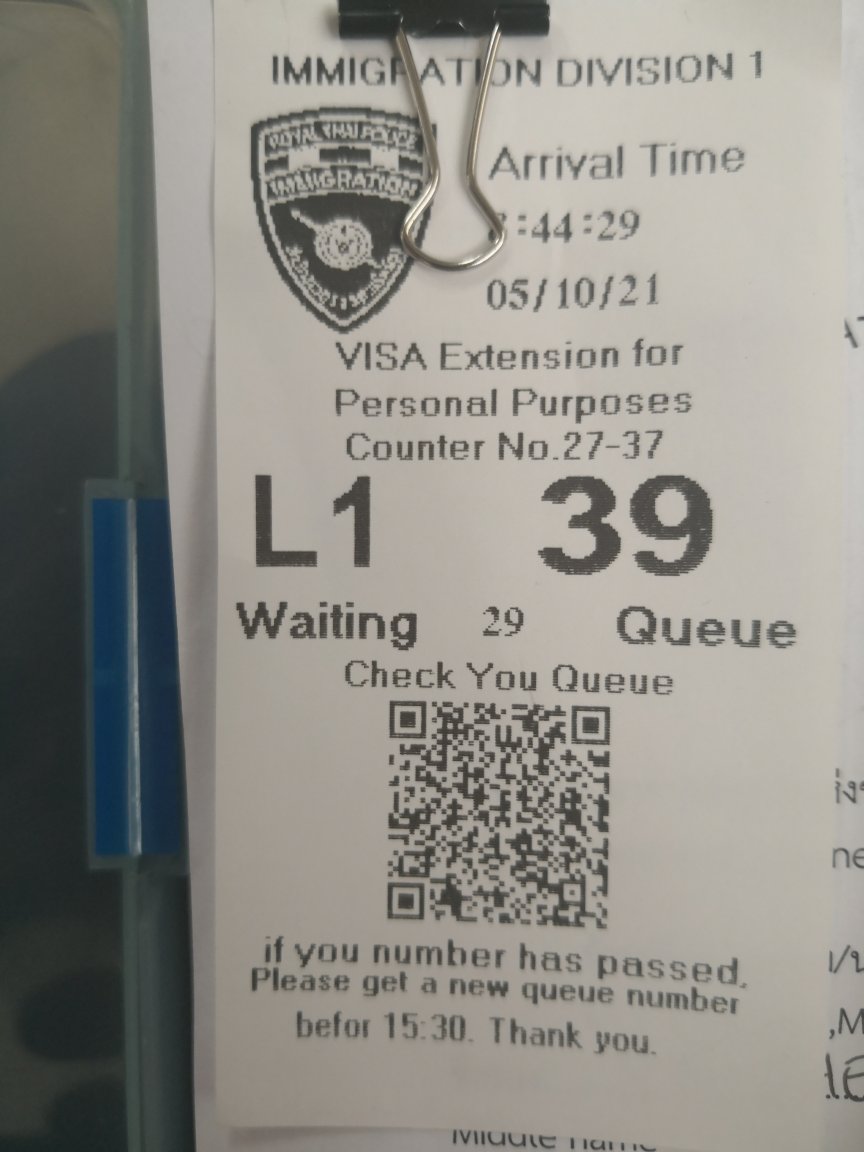 IMMIGRATION DIVISION 1
ROYAL THAI POLICE
IMMIGRATION
Arrival Time
:44:29
05/10/21
VISA Extension for
Personal Purposes
Counter No.27-37
L1 39
Waiting 29 Queue
Check You Queue
if you number has passed.
Please get a new queue number
befor 15:30. Thank you.
Middle name